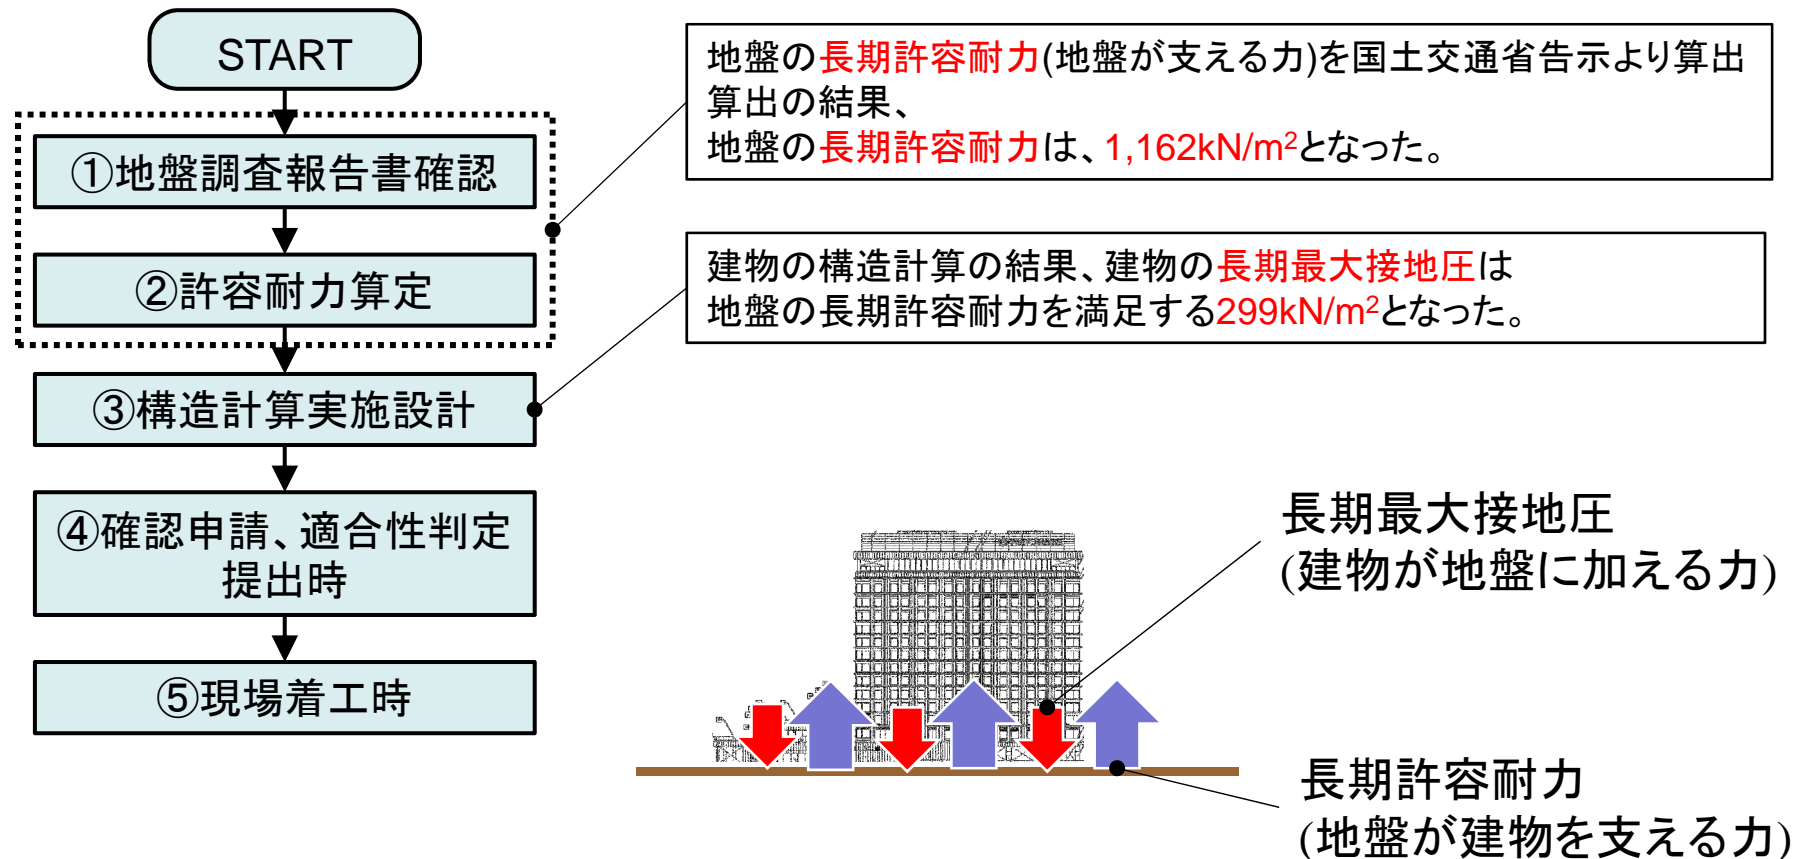 START
①地盤調査報告書確認
②許容耐力算定
③構造計算実施設計
④確認申請、適合性判定
提出時
⑤現場着工時
地盤の長期許容耐力(地盤が支える力)を国土交通省告示より算出
算出の結果、
地盤の長期許容耐力は、1,162kN/m²となった。
建物の構造計算の結果、建物の長期最大接地圧は
地盤の長期許容耐力を満足する299kN/m²となった。
長期最大接地圧
(建物が地盤に加える力)
長期許容耐力
(地盤が建物を支える力)